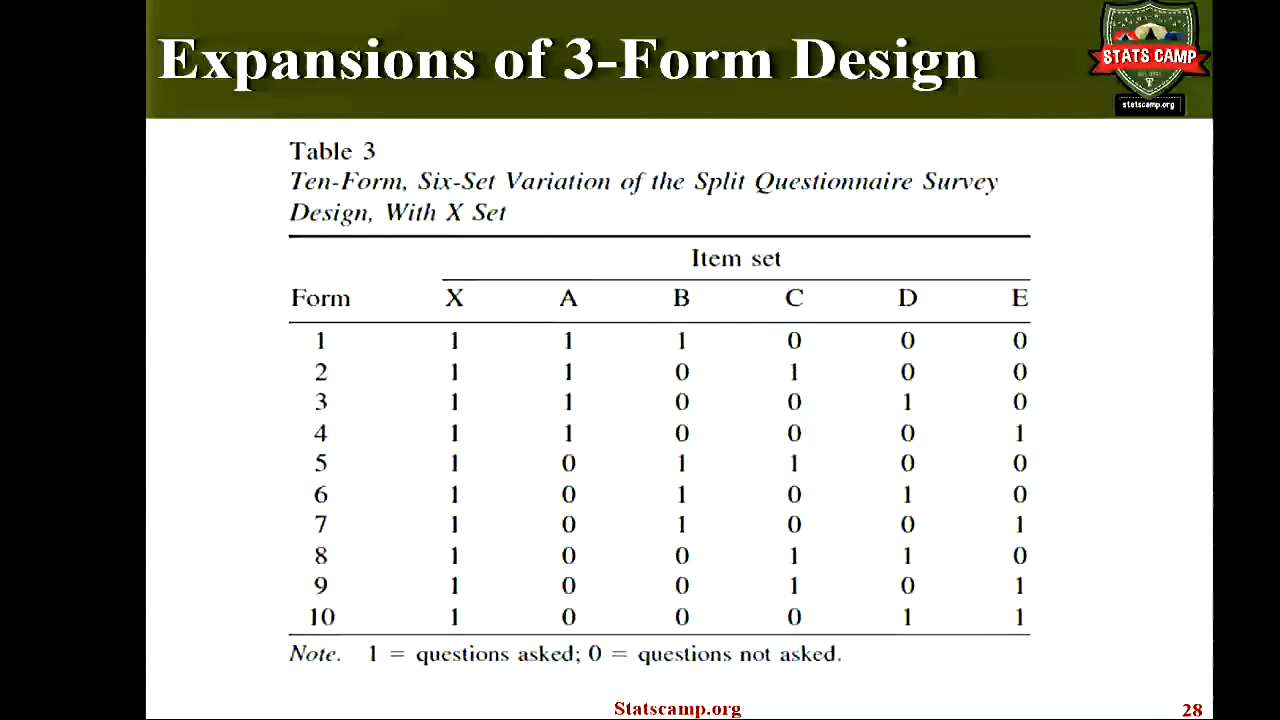 Expansions of 3-Form Design
STATS CAMP
statscamp.org
Table 3
Ten-Form, Six-Set Variation of the Split Questionnaire Survey
Design, With X Set
Item set
Form X A B C D E
1 1 1 1 0 0 0
2 1 1 0 1 0 0
3 1 1 0 0 1 0
4 1 1 0 0 0 1
5 1 0 1 1 0 0
6 1 0 1 0 1 0
7 1 0 1 0 0 1
8 1 0 0 1 1 0
9 1 0 0 1 0 1
10 1 0 0 0 1 1
Note. 1 = questions asked; 0 = questions not asked.
Statscamp.org
28